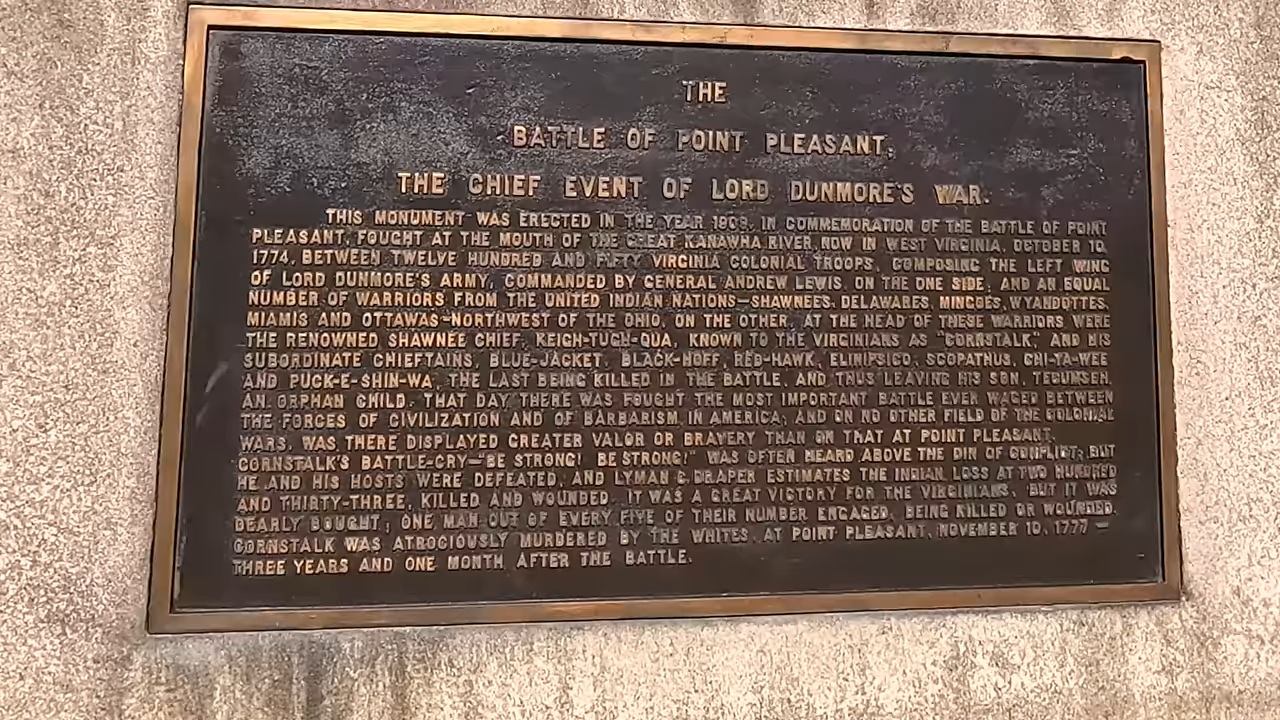 THE
BATTLE OF POINT PLEASANT,
THE CHIEF EVENT OF LORD DUNMORE'S WAR.
THIS MONUMENT WAS ERECTED IN THE YEAR 1909, IN COMMEMORATION OF THE BATTLE OF POINT
PLEASANT, FOUGHT AT THE MOUTH OF THE GREAT KANAWHA RIVER, NOW IN WEST VIRGINIA, OCTOBER 10,
1774, BETWEEN TWELVE HUNDRED AND FIFTY VIRGINIA COLONIAL TROOPS, COMPOSING THE LEFT WING
OF LORD DUNMORE'S ARMY, COMMANDED BY GENERAL ANDREW LEWIS, ON THE ONE SIDE, AND AN EQUAL
NUMBER OF WARRIORS FROM THE UNITED INDIAN NATIONS—SHAWNEES, DELAWARES, MINGOES, WYANDOTTES,
MIAMIS AND OTTAWAS-NORTHWEST OF THE OHIO, ON THE OTHER. AT THE HEAD OF THESE WARRIORS WERE
THE RENOWNED SHAWNEE CHIEF, KEIGH-TUGH-QUA, KNOWN TO THE VIRGINIANS AS "CORNSTALK," AND HIS
SUBORDINATE CHIEFTAINS, BLUE-JACKET, BLACK-HOFF, RED-HAWK, ELINIPSICO, SCOPATHUS, CHI-YA-WEE
AND PUCK-E-SHIN-WA, THE LAST BEING KILLED IN THE BATTLE, AND THUS LEAVING HIS SON, TECUMSEH,
AN ORPHAN CHILD. THAT DAY THERE WAS FOUGHT THE MOST IMPORTANT BATTLE EVER WAGED BETWEEN
THE FORCES OF CIVILIZATION AND OF BARBARISM IN AMERICA; AND ON NO OTHER FIELD OF THE COLONIAL
WARS, WAS THERE DISPLAYED GREATER VALOR OR BRAVERY THAN ON THAT AT POINT PLEASANT.
CORNSTALK'S BATTLE-CRY—"BE STRONG! BE STRONG!" WAS OFTEN HEARD ABOVE THE DIN OF CONFLICT; BUT
HE AND HIS HOSTS WERE DEFEATED, AND LYMAN C. DRAPER ESTIMATES THE INDIAN LOSS AT TWO HUNDRED
AND THIRTY-THREE, KILLED AND WOUNDED. IT WAS A GREAT VICTORY FOR THE VIRGINIANS, BUT IT WAS
DEARLY BOUGHT; ONE MAN OUT OF EVERY FIVE OF THEIR NUMBER ENGAGED, BEING KILLED OR WOUNDED.
CORNSTALK WAS ATROCIOUSLY MURDERED BY THE WHITES, AT POINT PLEASANT, NOVEMBER 10, 1777—
THREE YEARS AND ONE MONTH AFTER THE BATTLE.